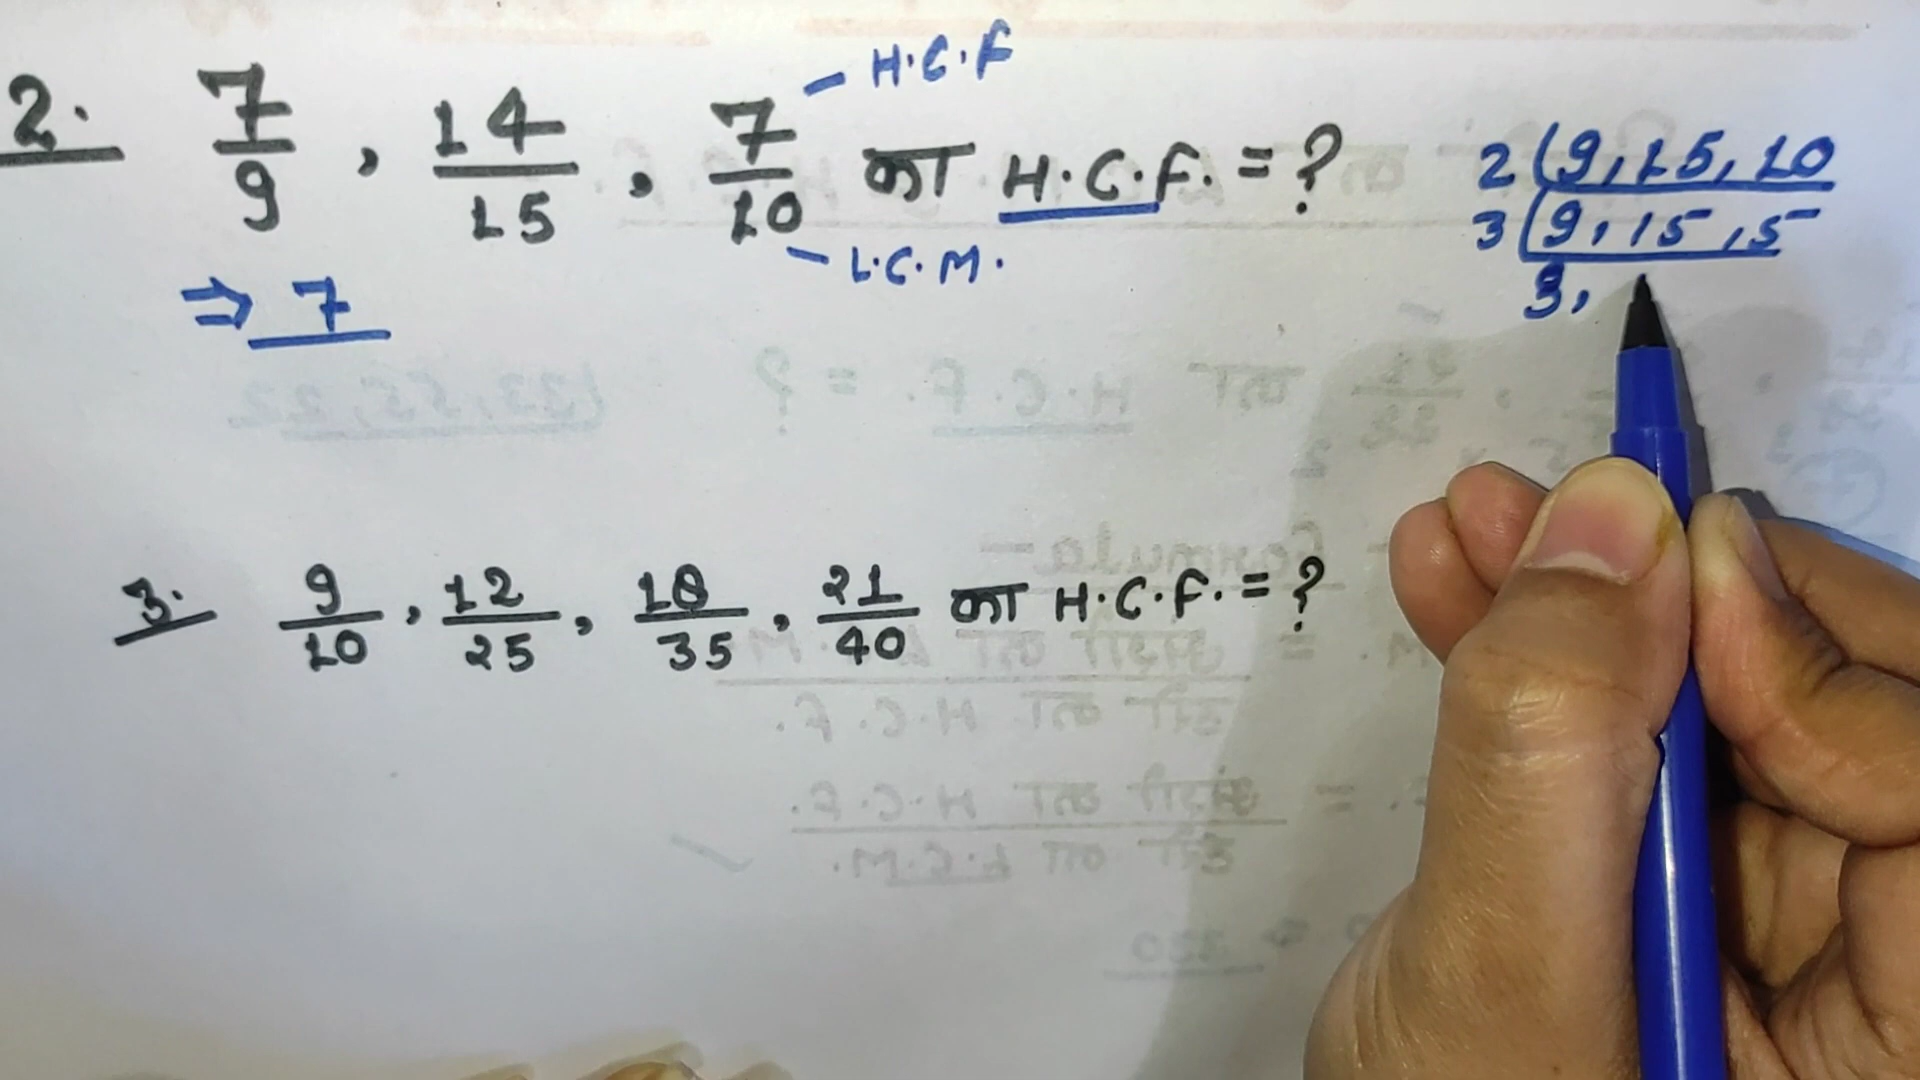 2. 7/9, 14/15, 7/10 का H.C.F. = ?
H.C.F
L.C.M.
⇒ 7
2 (9, 15, 10
3 (9, 15, 5
3,
3. 9/10, 12/25, 18/35, 21/40 का H.C.F. = ?